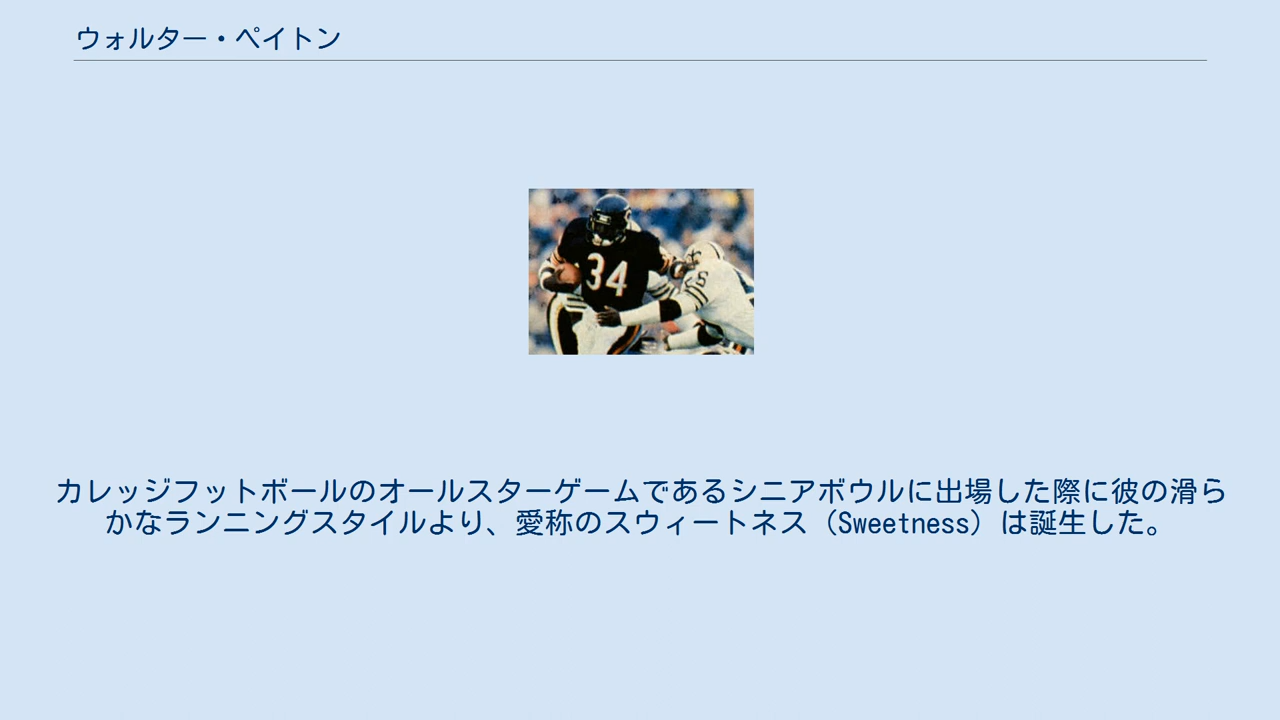 ウォルター・ペイトン
34
カレッジフットボールのオールスターゲームであるシニアボウルに出場した際に彼の滑ら
かなランニングスタイルより、愛称のスウィートネス（Sweetness）は誕生した。